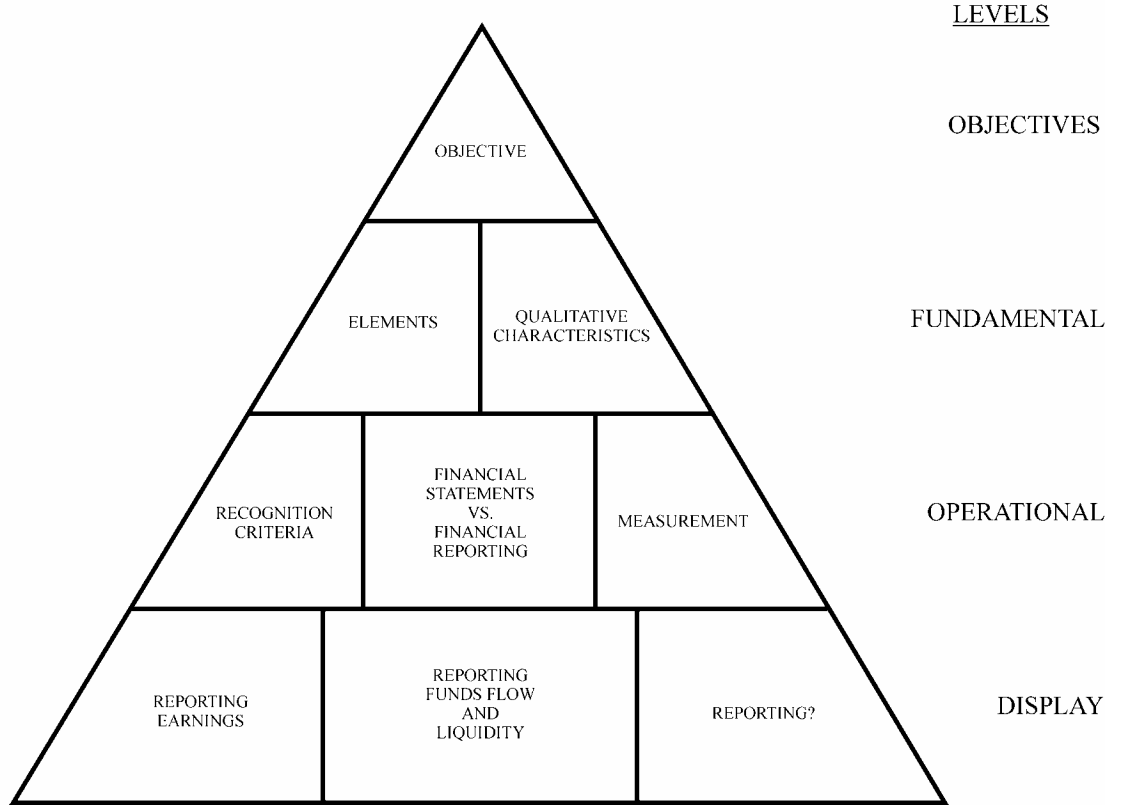 LEVELS
OBJECTIVES
OBJECTIVE
ELEMENTS
QUALITATIVE
CHARACTERISTICS
FUNDAMENTAL
RECOGNITION
CRITERIA
FINANCIAL
STATEMENTS
VS.
FINANCIAL
REPORTING
MEASUREMENT
OPERATIONAL
REPORTING
EARNINGS
REPORTING
FUNDS FLOW
AND
LIQUIDITY
REPORTING?
DISPLAY